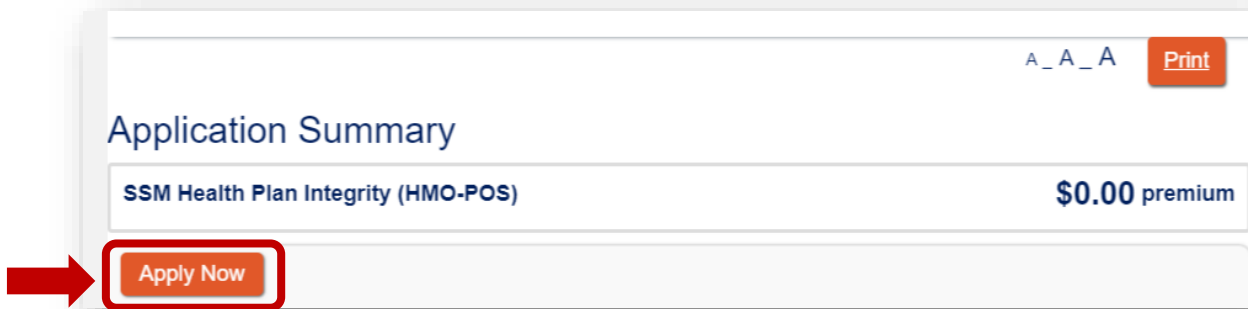 A _ A _ A Print
Application Summary
SSM Health Plan Integrity (HMO-POS) $0.00 premium
Apply Now